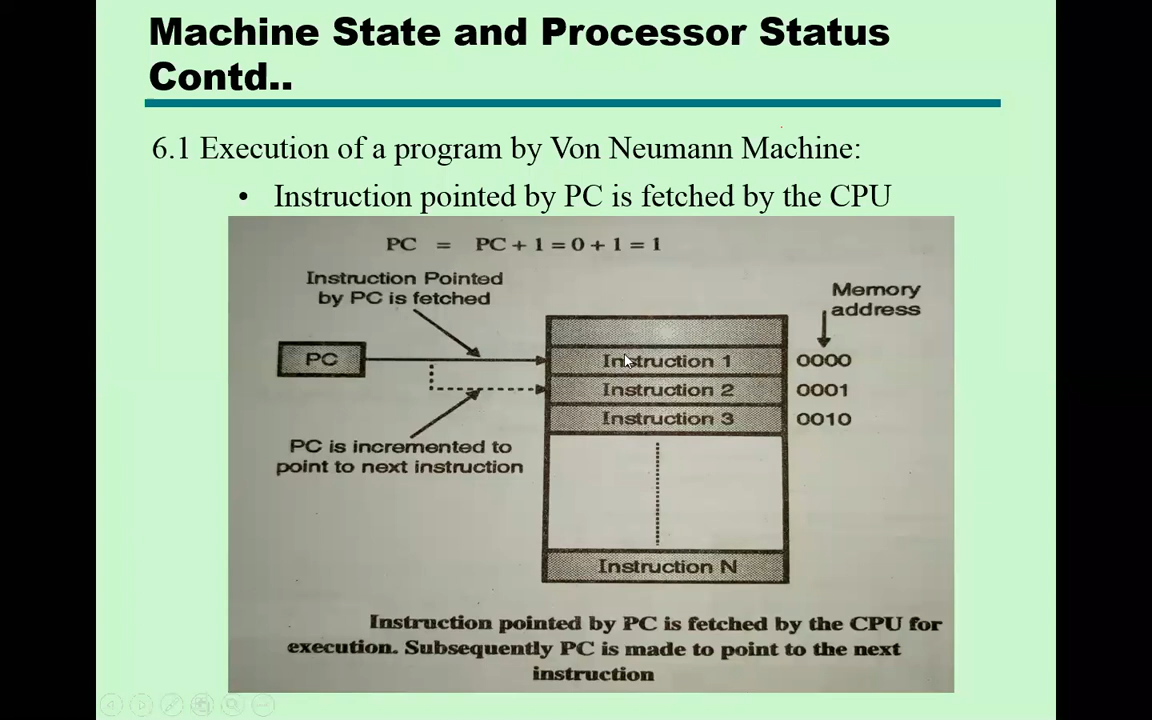 Machine State and Processor Status
Contd..
6.1 Execution of a program by Von Neumann Machine:
• Instruction pointed by PC is fetched by the CPU
PC = PC + 1 = 0 + 1 = 1
Instruction Pointed
by PC is fetched
Memory
address
PC
Instruction 1 0000
Instruction 2 0001
Instruction 3 0010
PC is incremented to
point to next instruction
Instruction N
Instruction pointed by PC is fetched by the CPU for
execution. Subsequently PC is made to point to the next
instruction